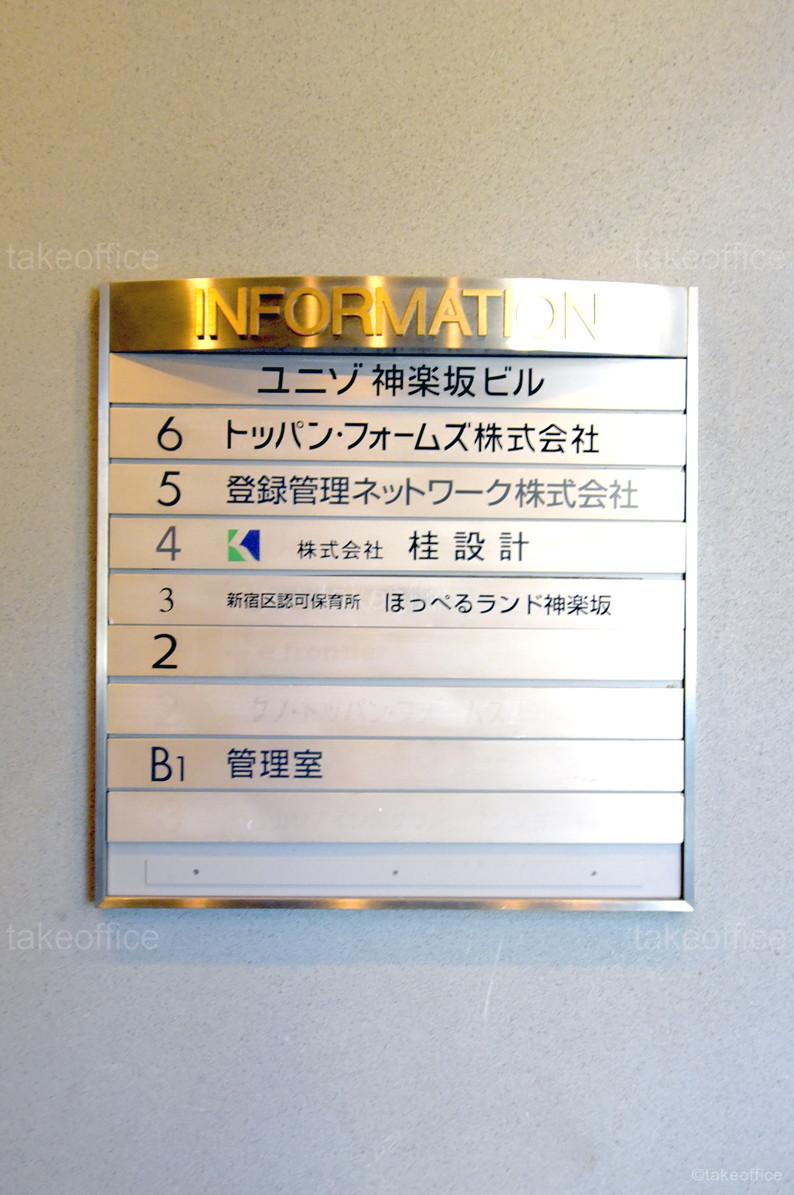 takeoffice takeoffice
INFORMATION
ユニゾ神楽坂ビル
6 トッパン・フォームズ株式会社
5 登録管理ネットワーク株式会社
4 株式会社 桂設計
3 新宿区認可保育所 ほっぺるランド神楽坂
2 e frontier
B1 管理室
takeoffice takeoffice
©takeoffice